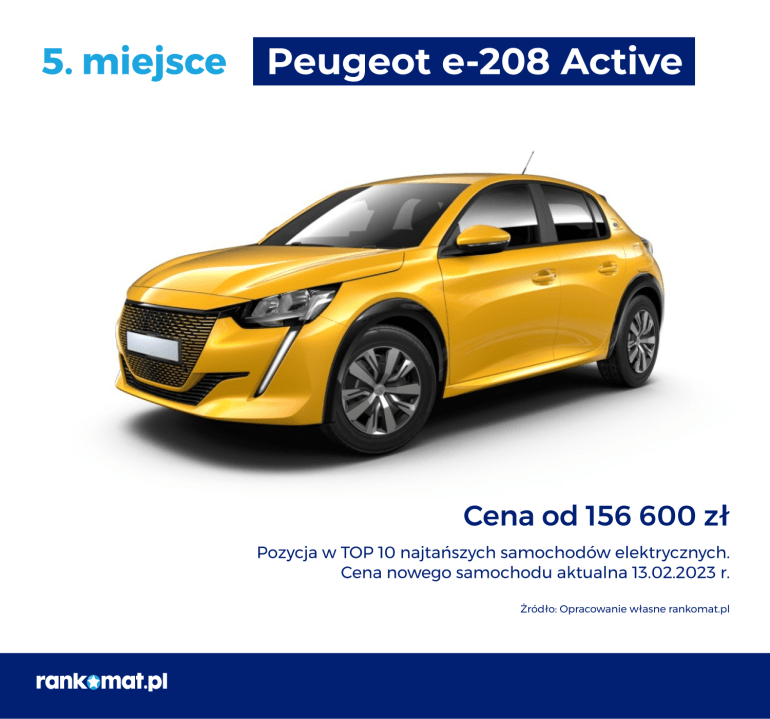 5. miejsce Peugeot e-208 Active
Cena od 156 600 zł
Pozycja w TOP 10 najtańszych samochodów elektrycznych.
Cena nowego samochodu aktualna 13.02.2023 r.
Źródło: Opracowanie własne rankomat.pl
rankomat.pl